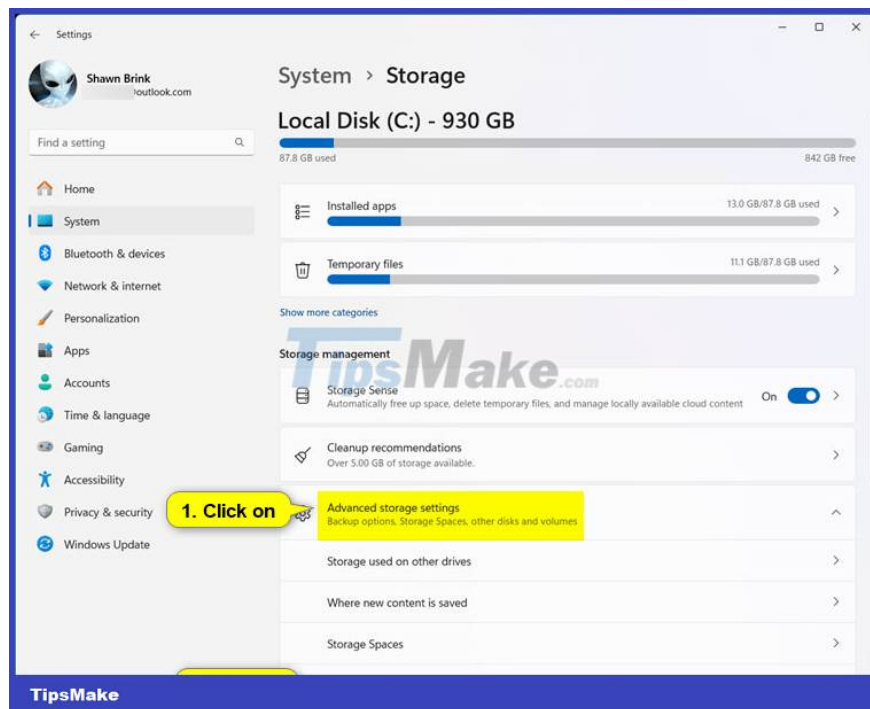 Settings
Shawn Brink
outlook.com
Find a setting
Home
System
Bluetooth & devices
Network & internet
Personalization
Apps
Accounts
Time & language
Gaming
Accessibility
Privacy & security
Windows Update
System > Storage
Local Disk (C:) - 930 GB
87.8 GB used 842 GB free
Installed apps 13.0 GB/87.8 GB used
Temporary files 11.1 GB/87.8 GB used
Show more categories
Storage management
TipsMake.com
Storage Sense
Automatically free up space, delete temporary files, and manage locally available cloud content On
Cleanup recommendations
Over 5.00 GB of storage available.
1. Click on
Advanced storage settings
Backup options, Storage Spaces, other disks and volumes
Storage used on other drives
Where new content is saved
Storage Spaces
TipsMake